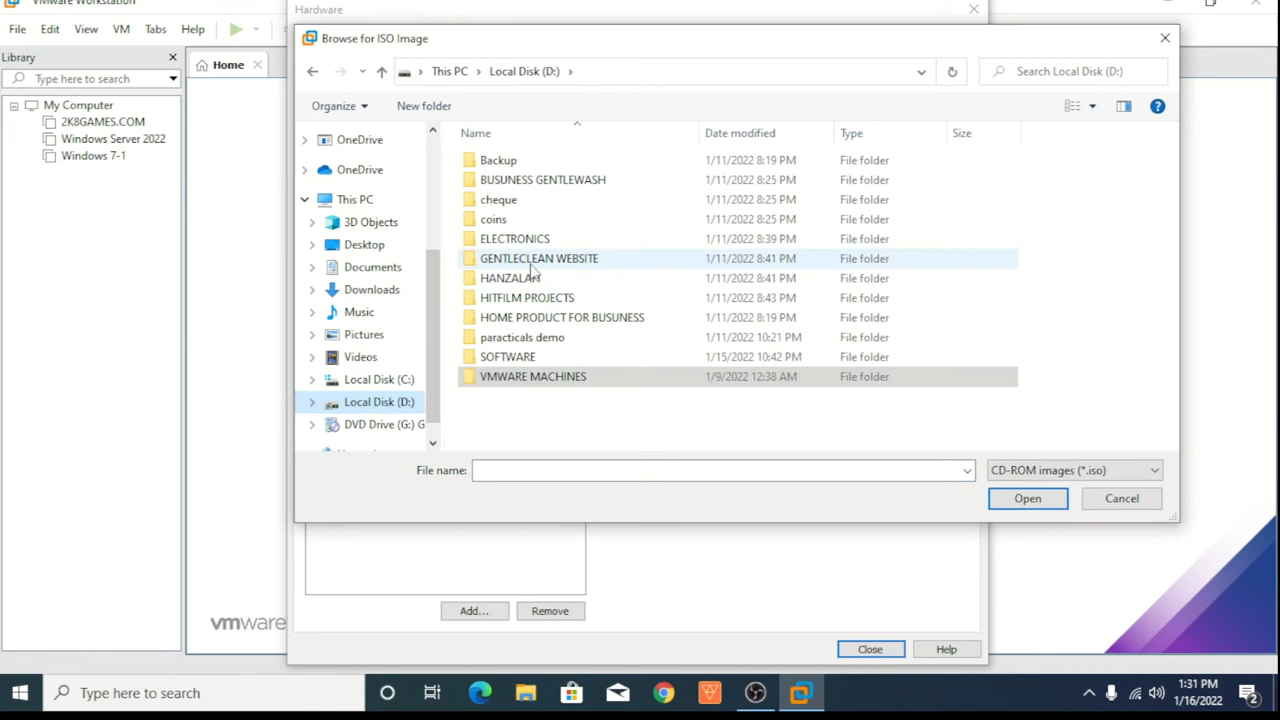 VMware Workstation
Hardware
File Edit View VM Tabs Help
Browse for ISO Image
Library
Type here to search
Home
This PC Local Disk (D:)
Search Local Disk (D:)
My Computer
2K8GAMES.COM
Windows Server 2022
Windows 7-1
Organize
New folder
OneDrive
OneDrive
This PC
3D Objects
Desktop
Documents
Downloads
Music
Pictures
Videos
Local Disk (C:)
Local Disk (D:)
DVD Drive (G:) G
Name Date modified Type Size
Backup 1/11/2022 8:19 PM File folder
BUSUNESS GENTLEWASH 1/11/2022 8:25 PM File folder
cheque 1/11/2022 8:25 PM File folder
coins 1/11/2022 8:25 PM File folder
ELECTRONICS 1/11/2022 8:39 PM File folder
GENTLECLEAN WEBSITE 1/11/2022 8:41 PM File folder
HANZALAH 1/11/2022 8:41 PM File folder
HITFILM PROJECTS 1/11/2022 8:43 PM File folder
HOME PRODUCT FOR BUSUNESS 1/11/2022 8:19 PM File folder
paracticals demo 1/11/2022 10:21 PM File folder
SOFTWARE 1/15/2022 10:42 PM File folder
VMWARE MACHINES 1/9/2022 12:38 AM File folder
File name:
CD-ROM images (*.iso)
Open Cancel
Add... Remove
vmware
Close Help
Type here to search
1:31 PM
1/16/2022
2